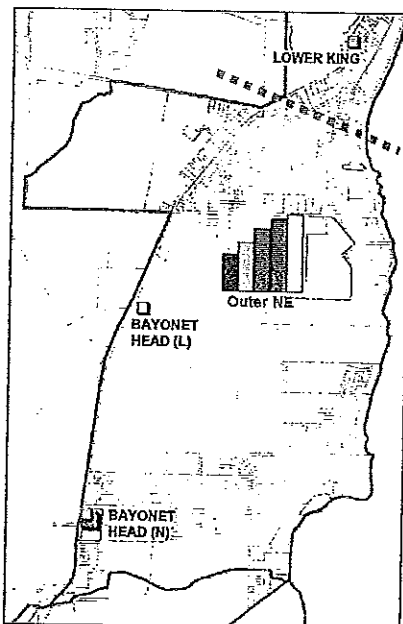 LOWER KING
Outer NE
BAYONET
HEAD (L)
BAYONET
HEAD (N)